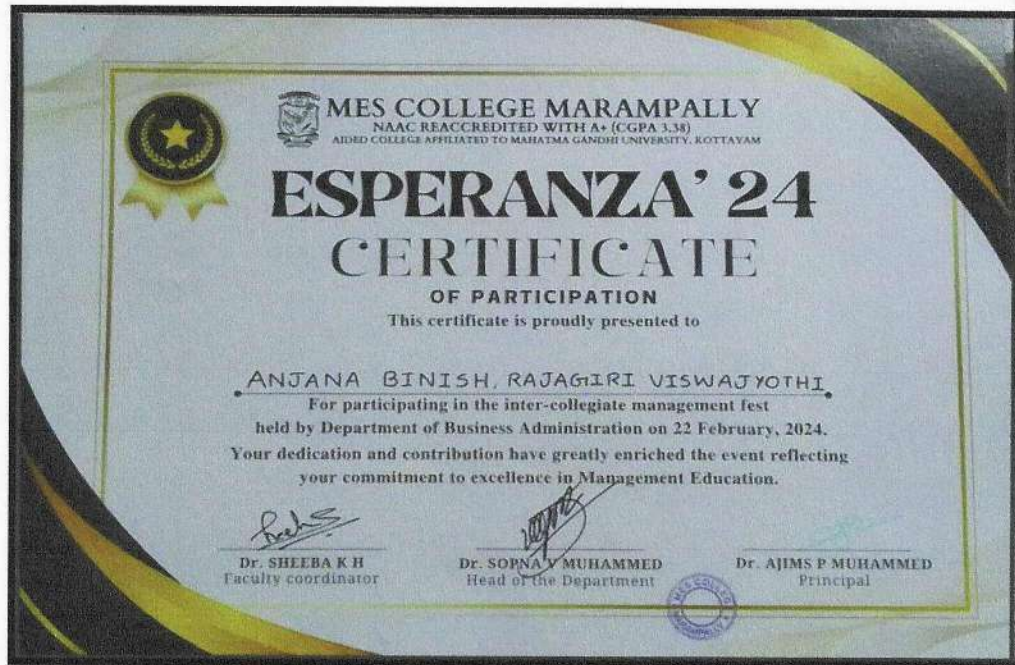 MES COLLEGE MARAMPALLY
NAAC REACCREDITED WITH A+ (CGPA 3.38)
AIDED COLLEGE AFFILIATED TO MAHATMA GANDHI UNIVERSITY, KOTTAYAM
ESPERANZA' 24
CERTIFICATE
OF PARTICIPATION
This certificate is proudly presented to
ANJANA BINISH, RAJAGIRI VISWAJYOTHI
For participating in the inter-collegiate management fest
held by Department of Business Administration on 22 February, 2024.
Your dedication and contribution have greatly enriched the event reflecting
your commitment to excellence in Management Education.
Dr. SHEEBA K H
Faculty coordinator
Dr. SOPNA V MUHAMMED
Head of the Department
Dr. AJIMS P MUHAMMED
Principal
MES COLLEG
MARAMPALLY